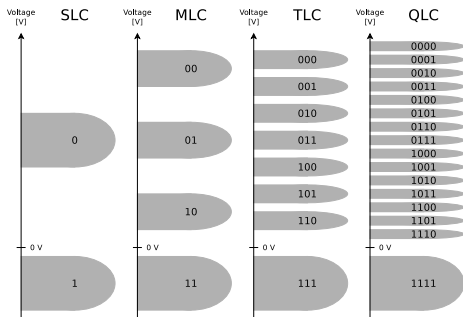 Voltage
[V]
SLC
0
0 V
1
Voltage
[V]
MLC
00
01
10
0 V
11
Voltage
[V]
TLC
000
001
010
011
100
101
110
0 V
111
Voltage
[V]
QLC
0000
0001
0010
0011
0100
0101
0110
0111
1000
1001
1010
1011
1100
1101
1110
0 V
1111